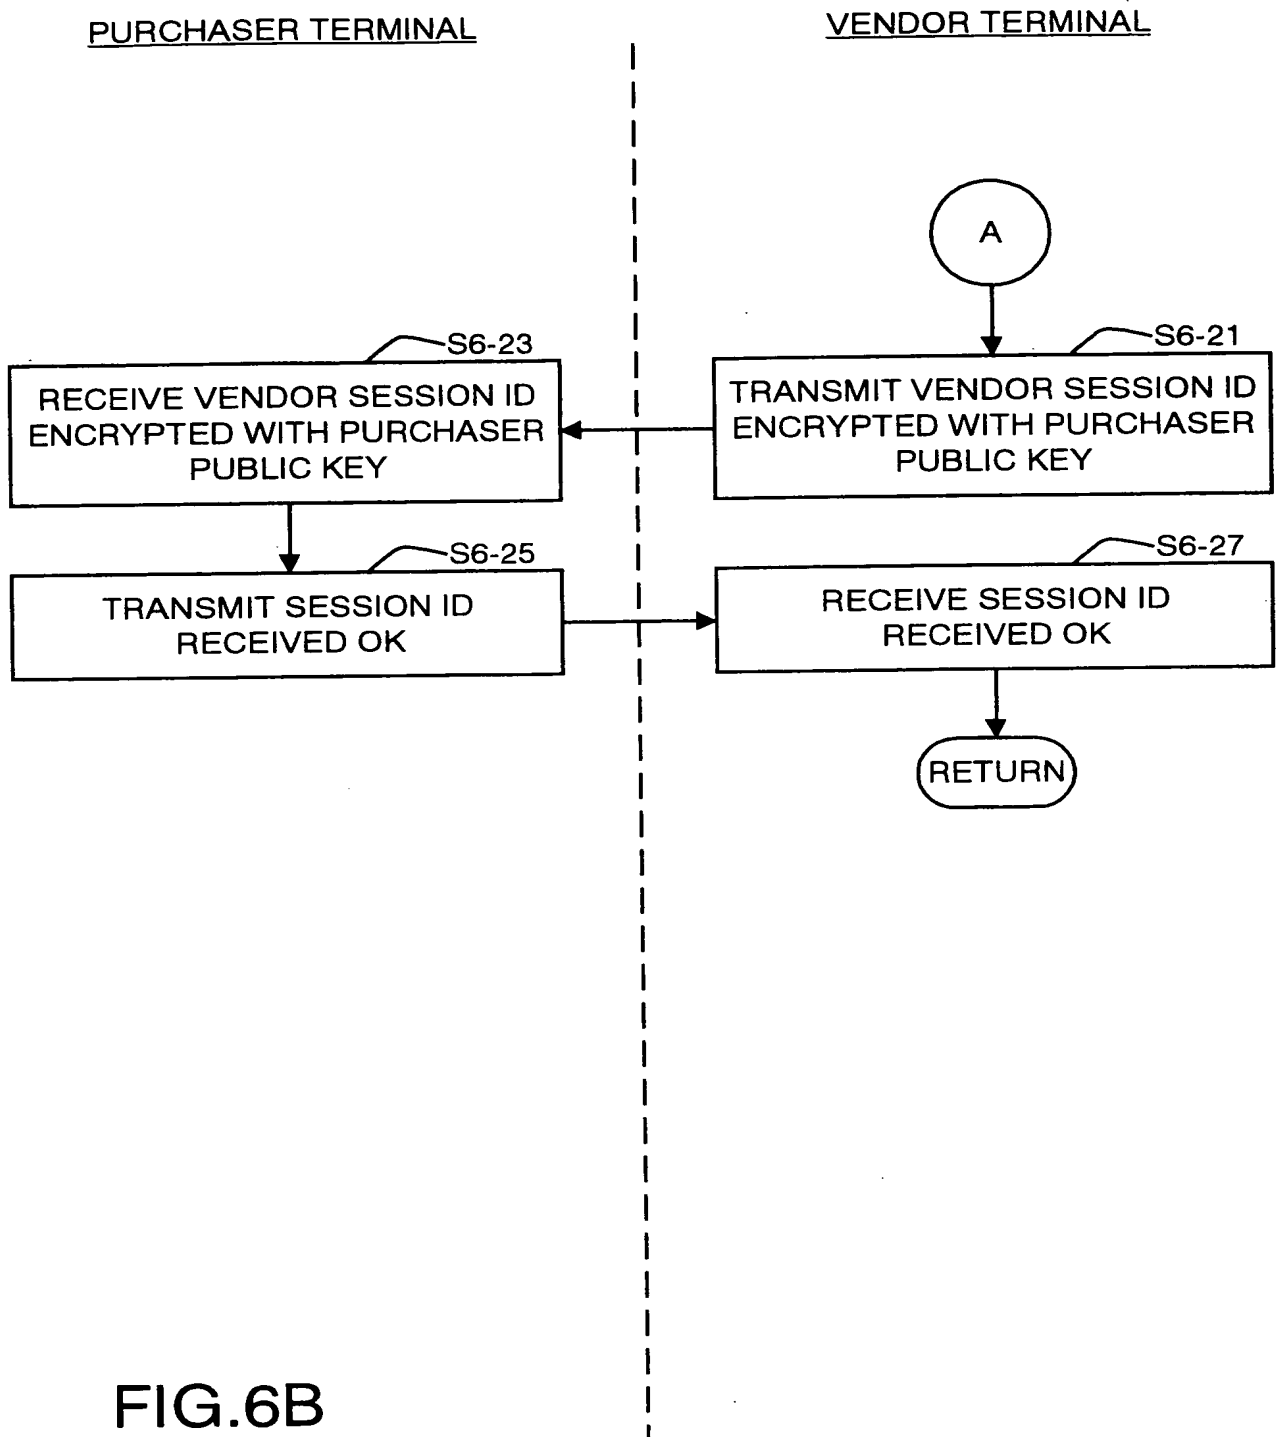 PURCHASER TERMINAL
VENDOR TERMINAL
A
S6-23
RECEIVE VENDOR SESSION ID
ENCRYPTED WITH PURCHASER
PUBLIC KEY
S6-21
TRANSMIT VENDOR SESSION ID
ENCRYPTED WITH PURCHASER
PUBLIC KEY
S6-25
TRANSMIT SESSION ID
RECEIVED OK
S6-27
RECEIVE SESSION ID
RECEIVED OK
RETURN
FIG.6B